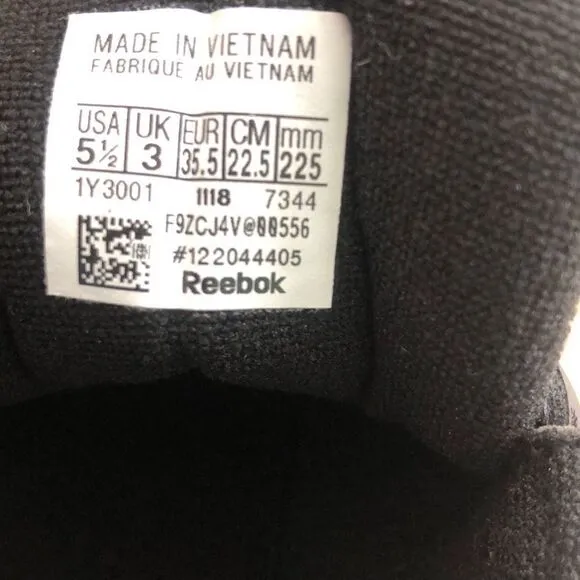 MADE IN VIETNAM
FABRIQUE AU VIETNAM
USA UK EUR CM mm
5½ 3 35.5 22.5 225
1Y3001 1118 7344
F9ZCJ4V@00556
#122044405
Reebok